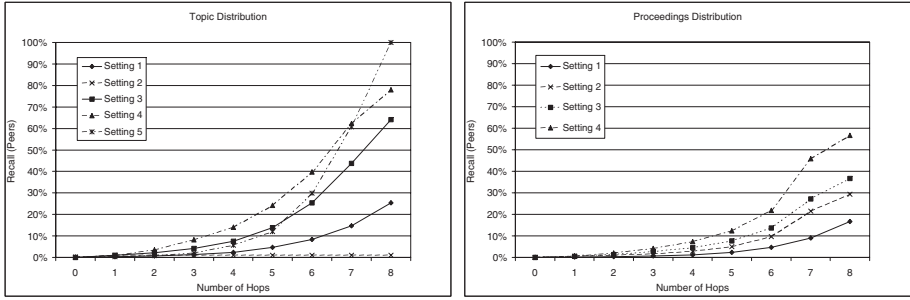 Topic Distribution
100%
90%
80%
70%
60%
50%
40%
30%
20%
10%
0%
Recall (Peers)
Setting 1
Setting 2
Setting 3
Setting 4
Setting 5
0 1 2 3 4 5 6 7 8
Number of Hops
Proceedings Distribution
100%
90%
80%
70%
60%
50%
40%
30%
20%
10%
0%
Recall (Peers)
Setting 1
Setting 2
Setting 3
Setting 4
0 1 2 3 4 5 6 7 8
Number of Hops